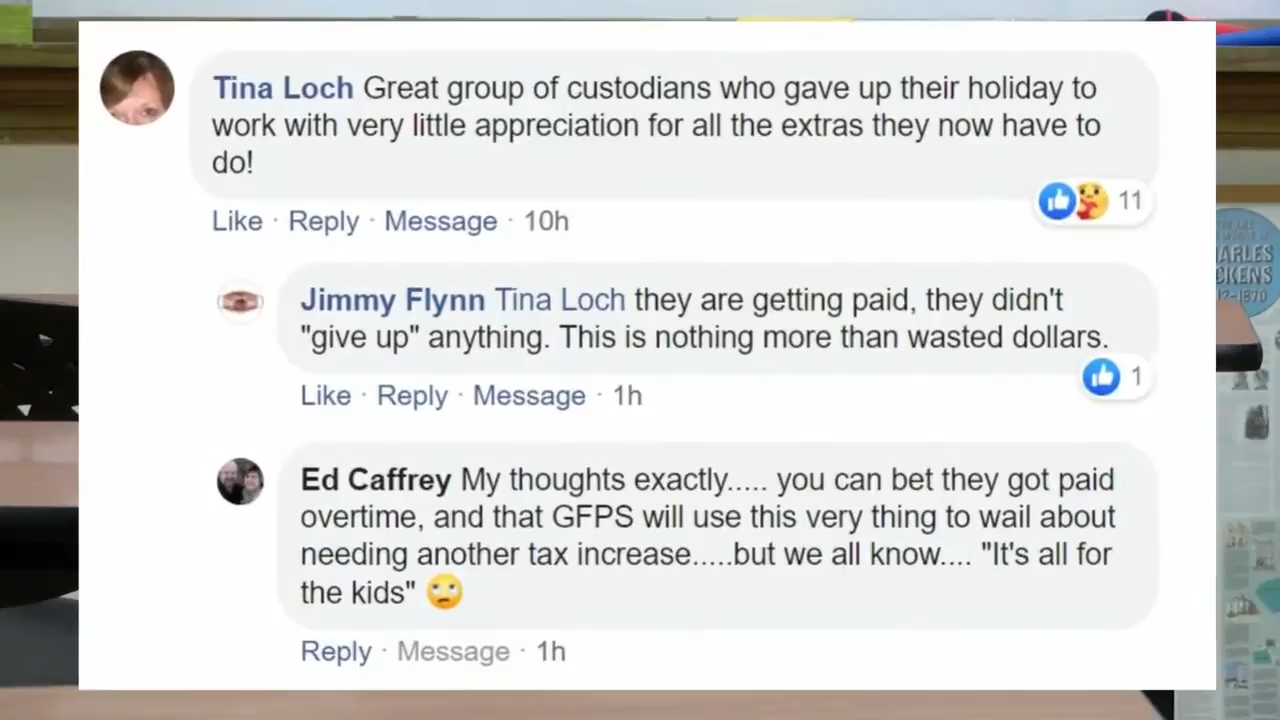 Tina Loch Great group of custodians who gave up their holiday to
work with very little appreciation for all the extras they now have to
do!
11
Like · Reply · Message · 10h
Jimmy Flynn Tina Loch they are getting paid, they didn't
"give up" anything. This is nothing more than wasted dollars.
1
Like · Reply · Message · 1h
Ed Caffrey My thoughts exactly..... you can bet they got paid
overtime, and that GFPS will use this very thing to wail about
needing another tax increase.....but we all know.... "It's all for
the kids" 🙄
Reply · Message · 1h
ARLES
CKENS
-1870